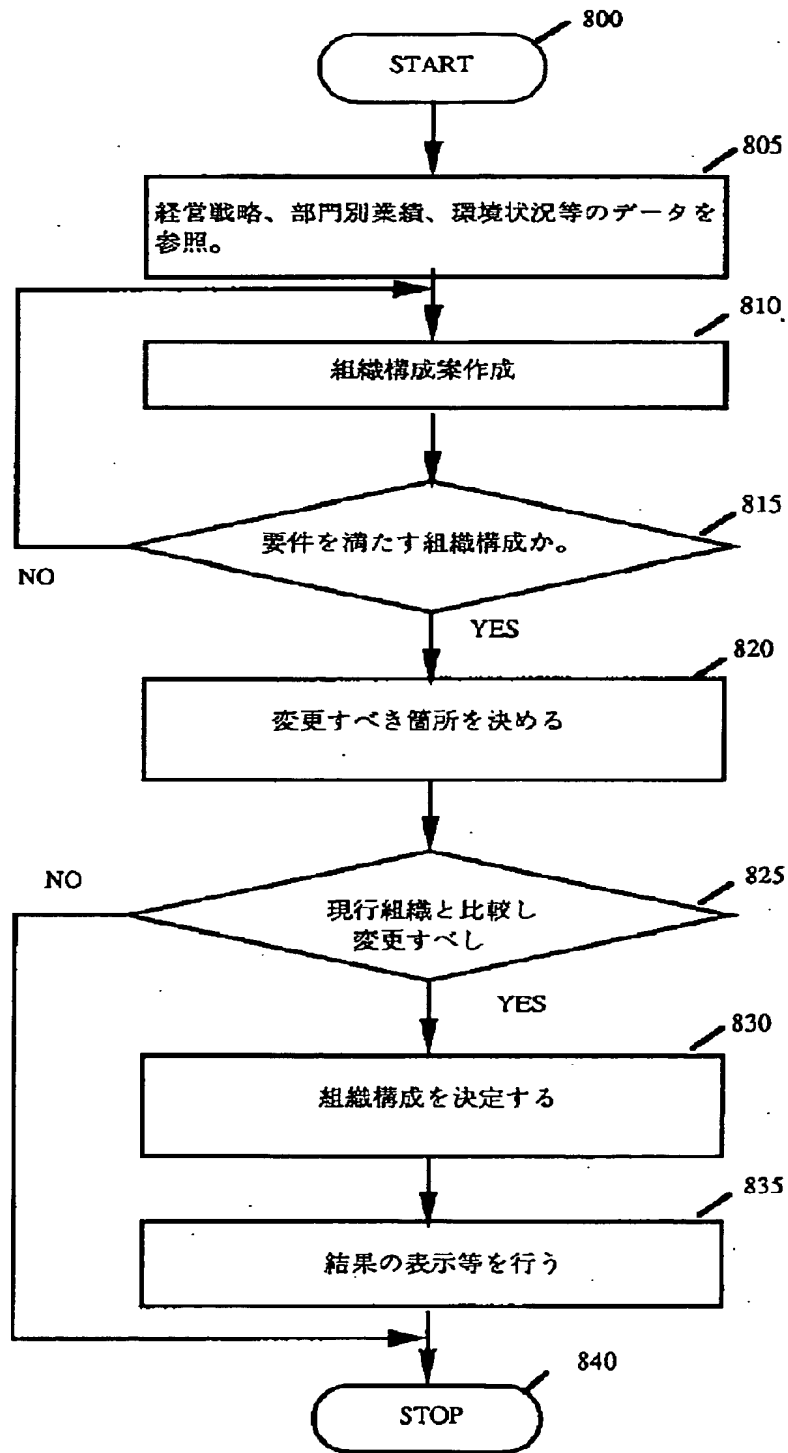 800
START
805
経営戦略、部門別業績、環境状況等のデータを
参照。
810
組織構成案作成
815
要件を満たす組織構成か。
NO
YES
820
変更すべき箇所を決める
NO
825
現行組織と比較し
変更すべし
YES
830
組織構成を決定する
835
結果の表示等を行う
840
STOP